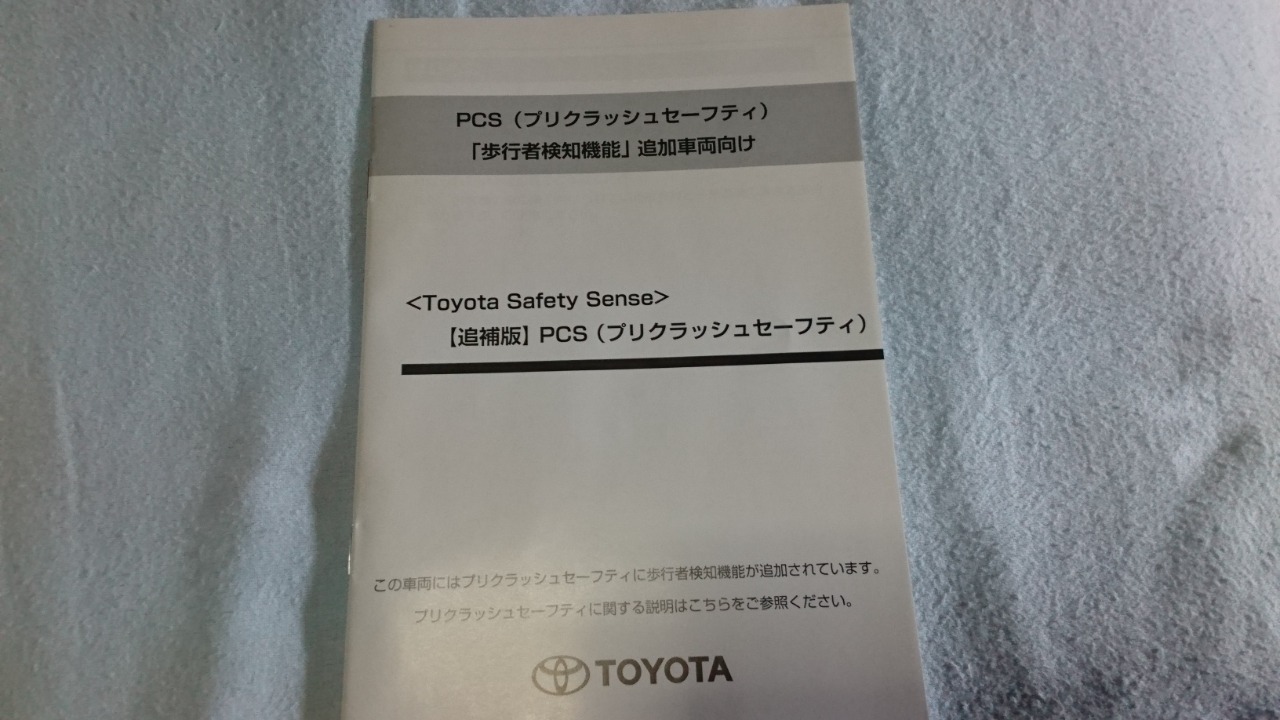 PCS（プリクラッシュセーフティ）
「歩行者検知機能」追加車両向け
<Toyota Safety Sense>
【追補版】PCS（プリクラッシュセーフティ）
この車両にはプリクラッシュセーフティに歩行者検知機能が追加されています。
プリクラッシュセーフティに関する説明はこちらをご参照ください。
TOYOTA